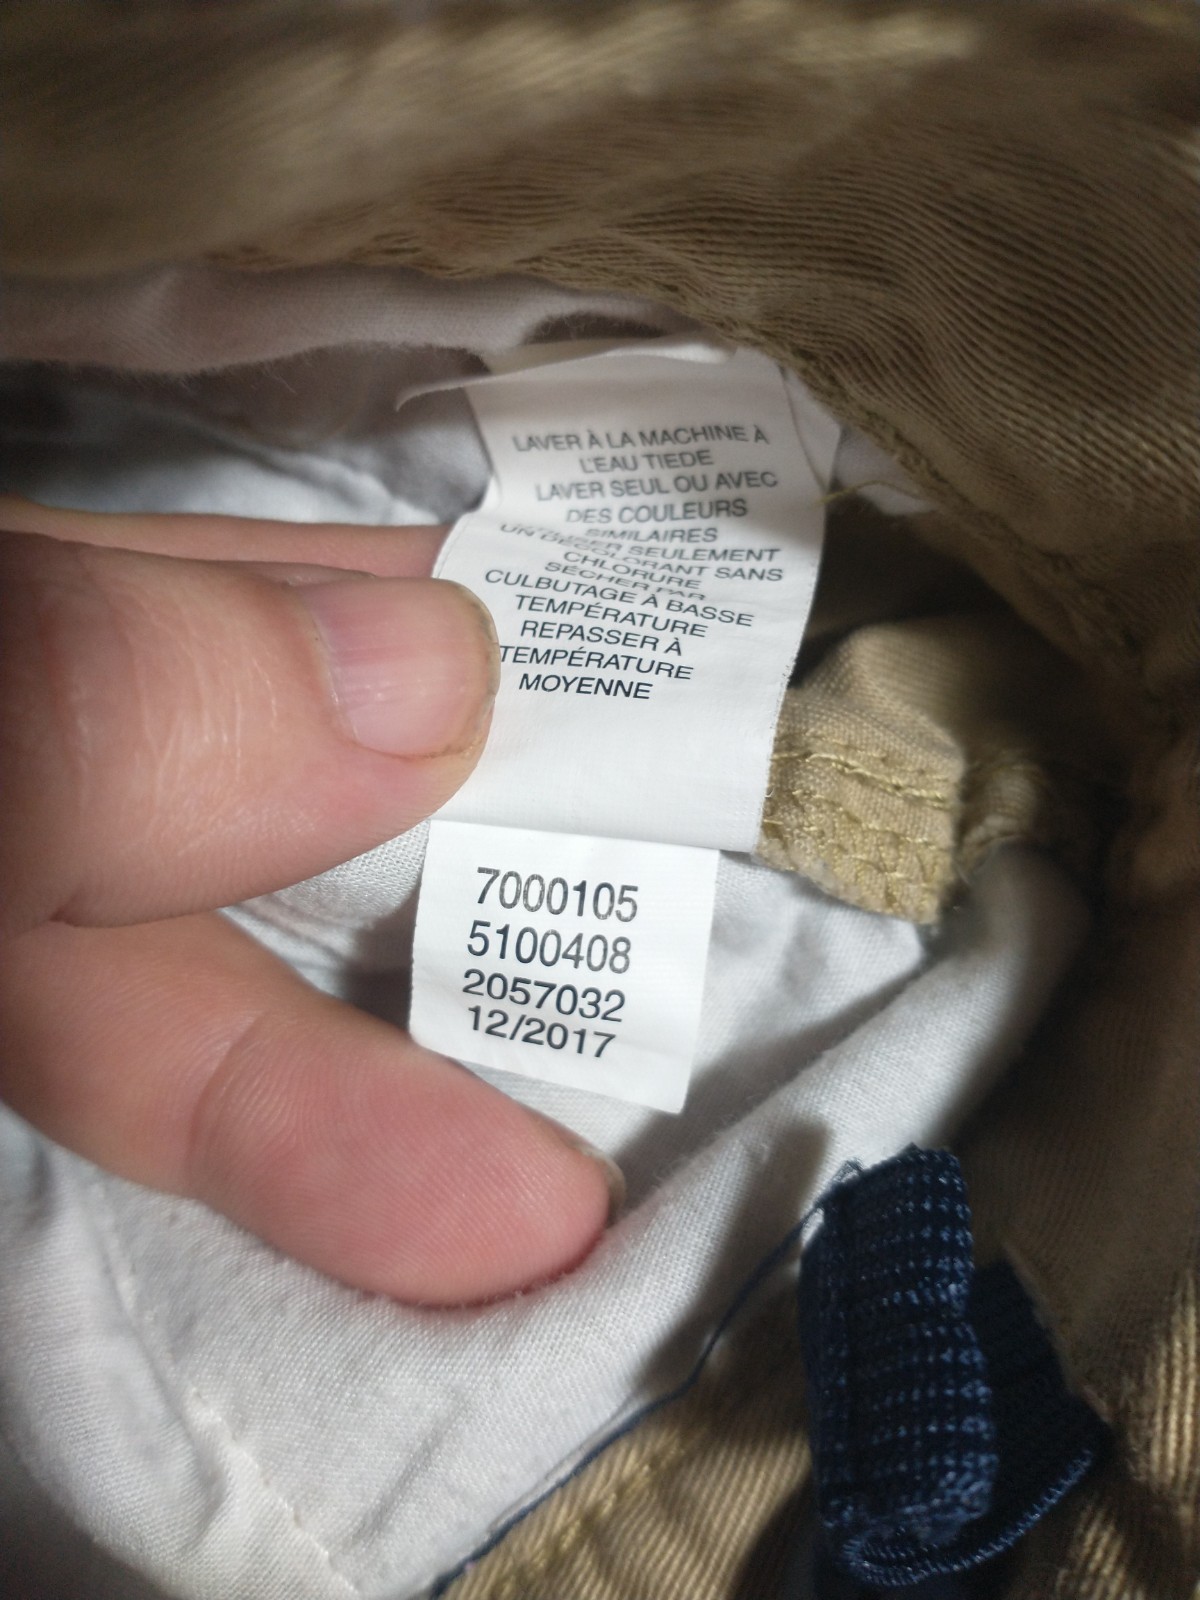 LAVER À LA MACHINE À
L'EAU TIEDE
LAVER SEUL OU AVEC
DES COULEURS
SIMILAIRES
UTILISER SEULEMENT
UN DÉCOLORANT SANS
CHLORURE
SÉCHER PAR
CULBUTAGE À BASSE
TEMPÉRATURE
REPASSER À
TEMPÉRATURE
MOYENNE
7000105
5100408
2057032
12/2017